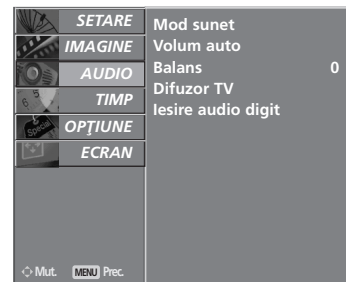 SETARE
IMAGINE
AUDIO
TIMP
Special
OPŢIUNE
ECRAN
Mut. MENU Prec.
Mod sunet
Volum auto
Balans 0
Difuzor TV
Iesire audio digit